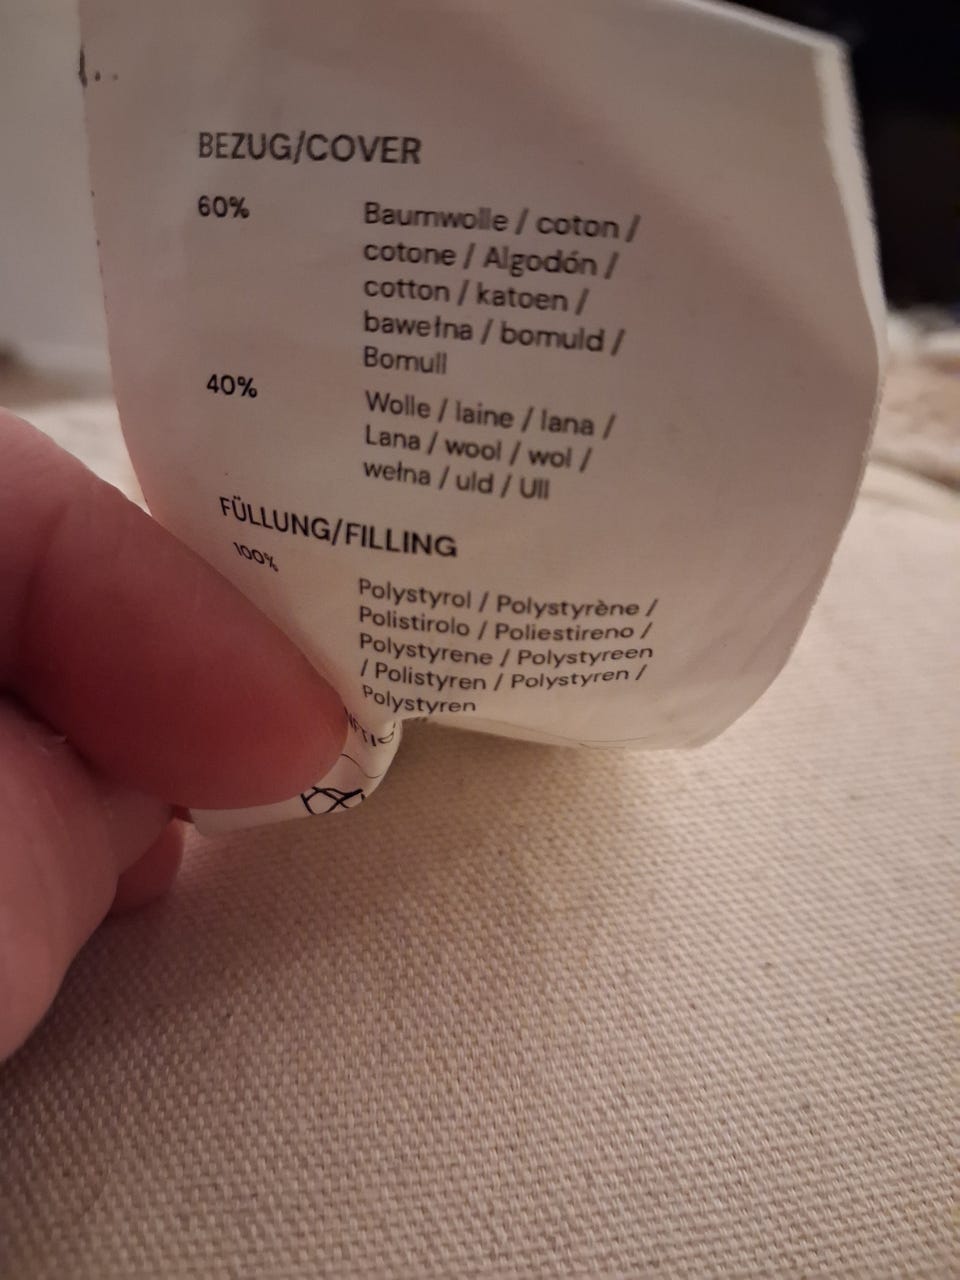 BEZUG/COVER
60%
Baumwolle / coton /
cotone / Algodón /
cotton / katoen /
bawełna / bomuld /
Bomull
40%
Wolle / laine / lana /
Lana / wool / wol /
wełna / uld / Ull
FÜLLUNG/FILLING
100%
Polystyrol / Polystyrène /
Polistirolo / Poliestireno /
Polystyrene / Polystyreen
/ Polistyren / Polystyren /
Polystyren